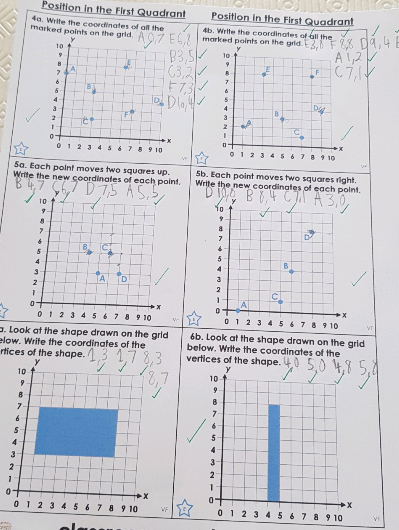 Position in the First Quadrant
4a. Write the coordinates of all the
marked points on the grid. A 0,7 E 6,8
B 3,5
C 3,2
F 7,3
D 10,4
y
10
9
8
7
6
5
4
3
2
1
0
A
B
C
E
F
D
x
0 1 2 3 4 5 6 7 8 9 10
VF
Position in the First Quadrant
4b. Write the coordinates of all the
marked points on the grid. E 3,8 F 8,8 D 9,4
A 1,2
C 7,1
y
10
9
8
7
6
5
4
3
2
1
0
E
F
D
B
A
C
x
0 1 2 3 4 5 6 7 8 9 10
VF
5a. Each point moves two squares up.
Write the new coordinates of each point.
B 4,7 D 7,5 A 5,5
y
10
9
8
7
6
5
4
3
2
1
0
B
C
A
D
x
0 1 2 3 4 5 6 7 8 9 10
VF
5b. Each point moves two squares right.
Write the new coordinates of each point.
D 10,8 B 8,4 A 3,0
y
10
9
8
7
6
5
4
3
2
1
0
D
B
C
A
x
0 1 2 3 4 5 6 7 8 9 10
VF
a. Look at the shape drawn on the grid
elow. Write the coordinates of the
rtices of the shape. 1,3 1,7 8,3
8,7
y
10
9
8
7
6
5
4
3
2
1
0
x
0 1 2 3 4 5 6 7 8 9 10
VF
6b. Look at the shape drawn on the grid
below. Write the coordinates of the
vertices of the shape. 4,0 5,0 4,8 5,8
y
10
9
8
7
6
5
4
3
2
1
0
x
0 1 2 3 4 5 6 7 8 9 10
VF